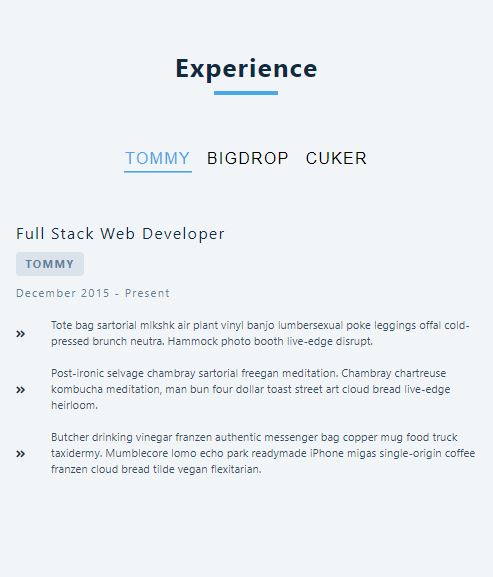 Experience
TOMMY BIGDROP CUKER
Full Stack Web Developer
TOMMY
December 2015 - Present
Tote bag sartorial mlkshk air plant vinyl banjo lumbersexual poke leggings offal cold-
pressed brunch neutra. Hammock photo booth live-edge disrupt.
Post-ironic selvage chambray sartorial freegan meditation. Chambray chartreuse
kombucha meditation, man bun four dollar toast street art cloud bread live-edge
heirloom.
Butcher drinking vinegar franzen authentic messenger bag copper mug food truck
taxidermy. Mumblecore lomo echo park readymade iPhone migas single-origin coffee
franzen cloud bread tilde vegan flexitarian.